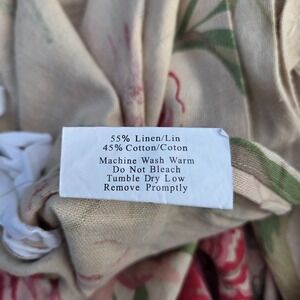 55% Linen/Lin
45% Cotton/Coton
Machine Wash Warm
Do Not Bleach
Tumble Dry Low
Remove Promptly